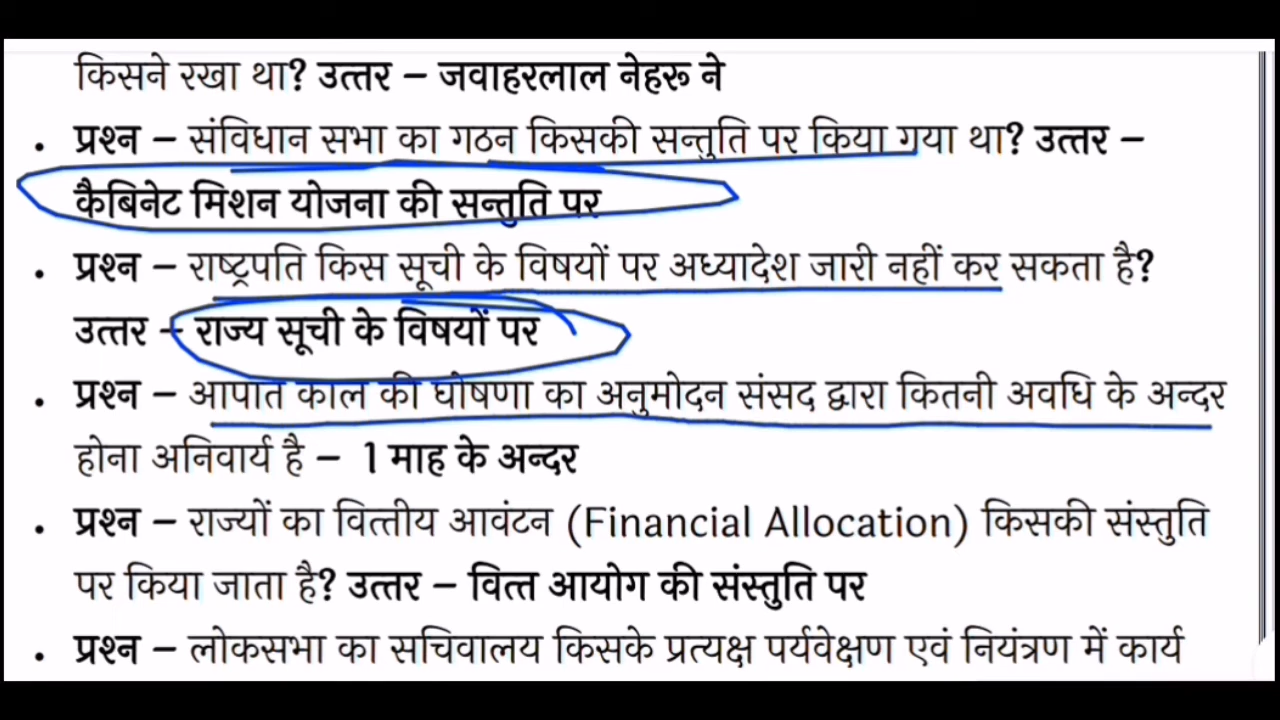 किसने रखा था? उत्तर – जवाहरलाल नेहरू ने
• प्रश्न – संविधान सभा का गठन किसकी सन्तुति पर किया गया था? उत्तर –
कैबिनेट मिशन योजना की सन्तुति पर
• प्रश्न – राष्ट्रपति किस सूची के विषयों पर अध्यादेश जारी नहीं कर सकता है?
उत्तर – राज्य सूची के विषयों पर
• प्रश्न – आपात काल की घोषणा का अनुमोदन संसद द्वारा कितनी अवधि के अन्दर
होना अनिवार्य है – 1 माह के अन्दर
• प्रश्न – राज्यों का वित्तीय आवंटन (Financial Allocation) किसकी संस्तुति
पर किया जाता है? उत्तर – वित्त आयोग की संस्तुति पर
• प्रश्न – लोकसभा का सचिवालय किसके प्रत्यक्ष पर्यवेक्षण एवं नियंत्रण में कार्य